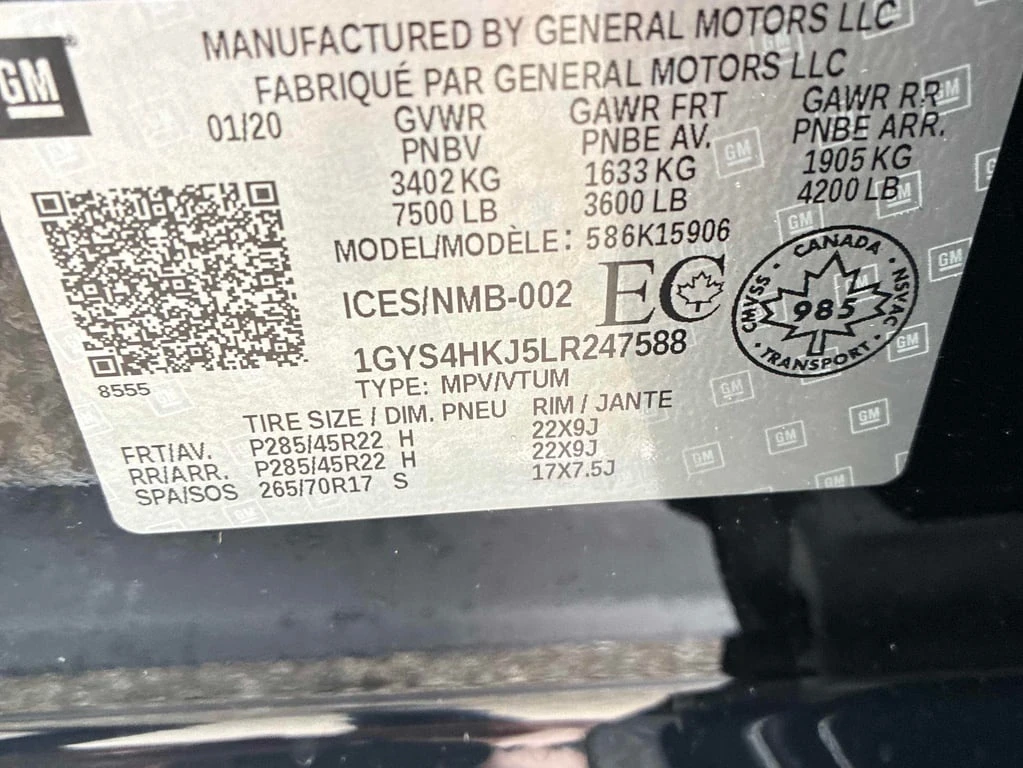 GM
MANUFACTURED BY GENERAL MOTORS LLC
FABRIQUÉ PAR GENERAL MOTORS LLC
01/20 GVWR GAWR FRT GAWR RR
PNBV PNBE AV. PNBE ARR.
3402 KG 1633 KG 1905 KG
7500 LB 3600 LB 4200 LB
MODEL/MODÈLE: 586K15906
ICES/NMB-002 EC
CANADA
CMVSS 985 NSVAC
TRANSPORT
1GYS4HKJ5LR247588
8555
TYPE: MPV/VTUM
TIRE SIZE / DIM. PNEU RIM / JANTE
FRT/AV. P285/45R22 H 22X9J
RR/ARR. P285/45R22 H 22X9J
SPA/SOS 265/70R17 S 17X7.5J